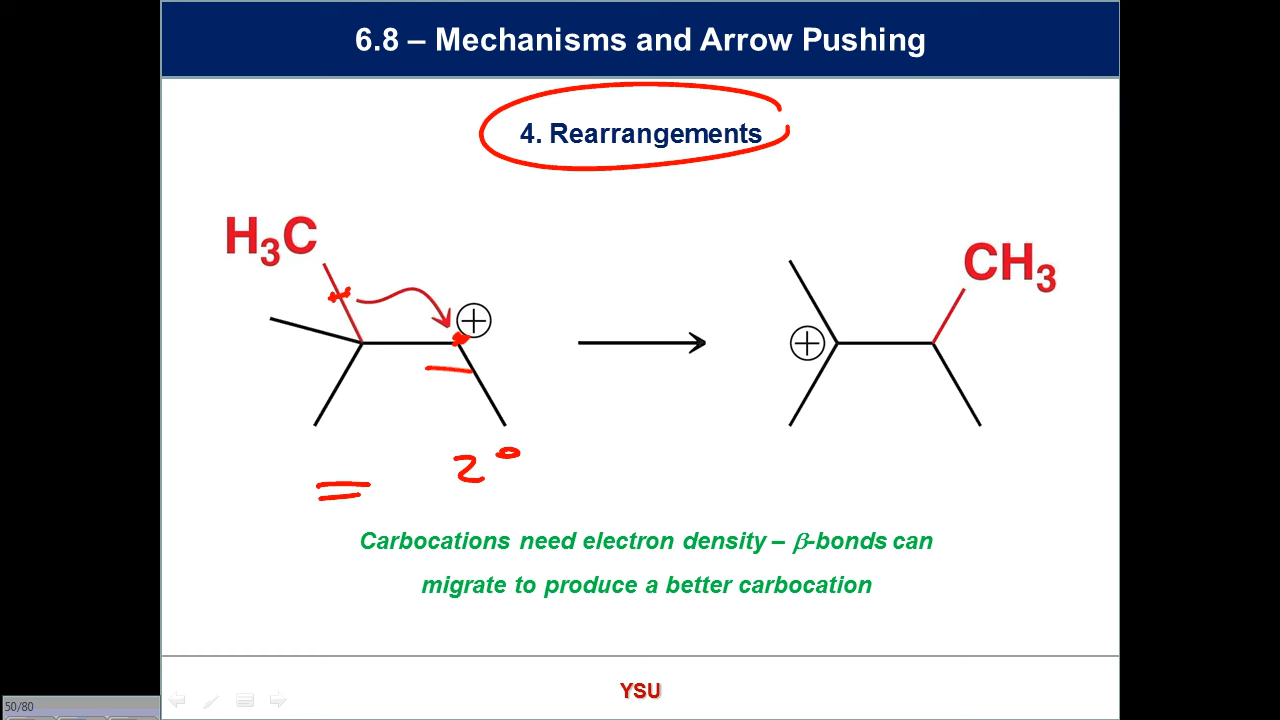 6.8 – Mechanisms and Arrow Pushing
4. Rearrangements
H₃C
⊕
2°
⊕
CH₃
Carbocations need electron density – β-bonds can
migrate to produce a better carbocation
YSU
50/80